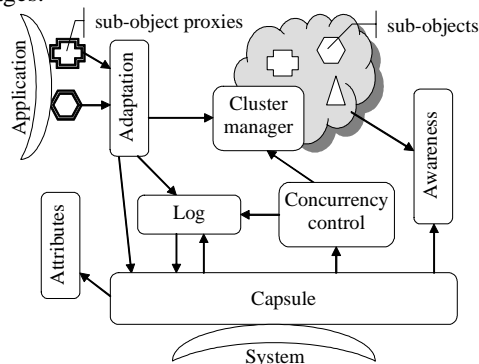 ges.
sub-object proxies
sub-objects
Application
Adaptation
Cluster
manager
Awareness
Attributes
Log
Concurrency
control
Capsule
System